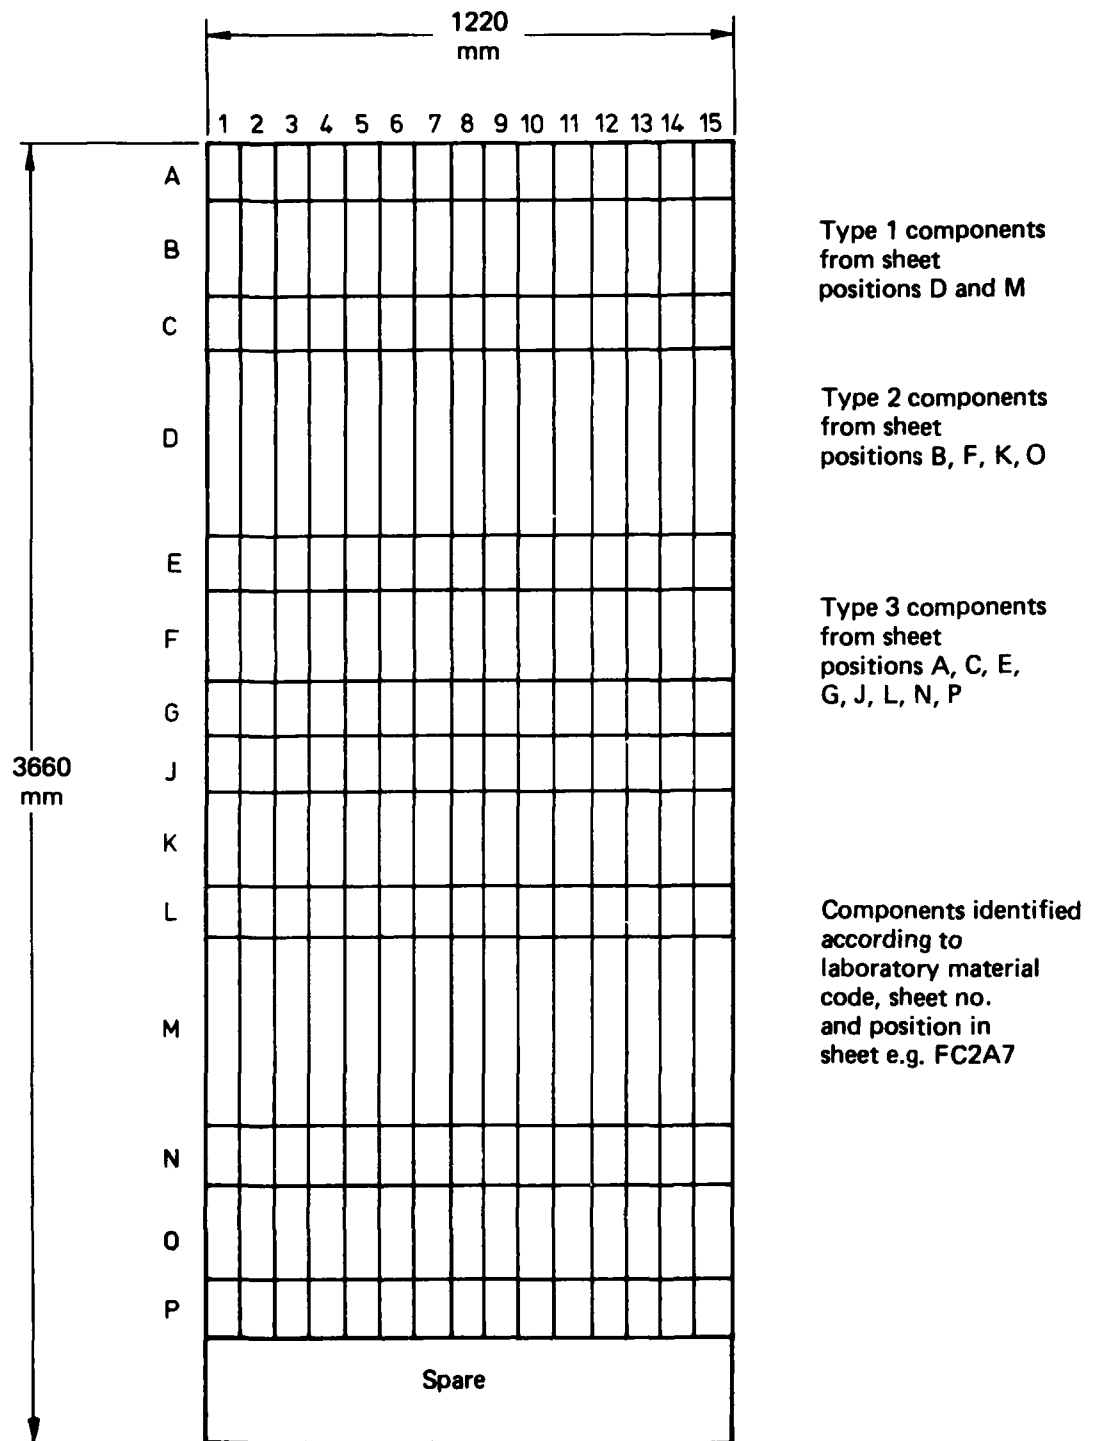 1220
mm
1 2 3 4 5 6 7 8 9 10 11 12 13 14 15
A
B
C
D
E
F
G
J
K
L
M
N
O
P
3660
mm
Spare
Type 1 components
from sheet
positions D and M
Type 2 components
from sheet
positions B, F, K, O
Type 3 components
from sheet
positions A, C, E,
G, J, L, N, P
Components identified
according to
laboratory material
code, sheet no.
and position in
sheet e.g. FC2A7